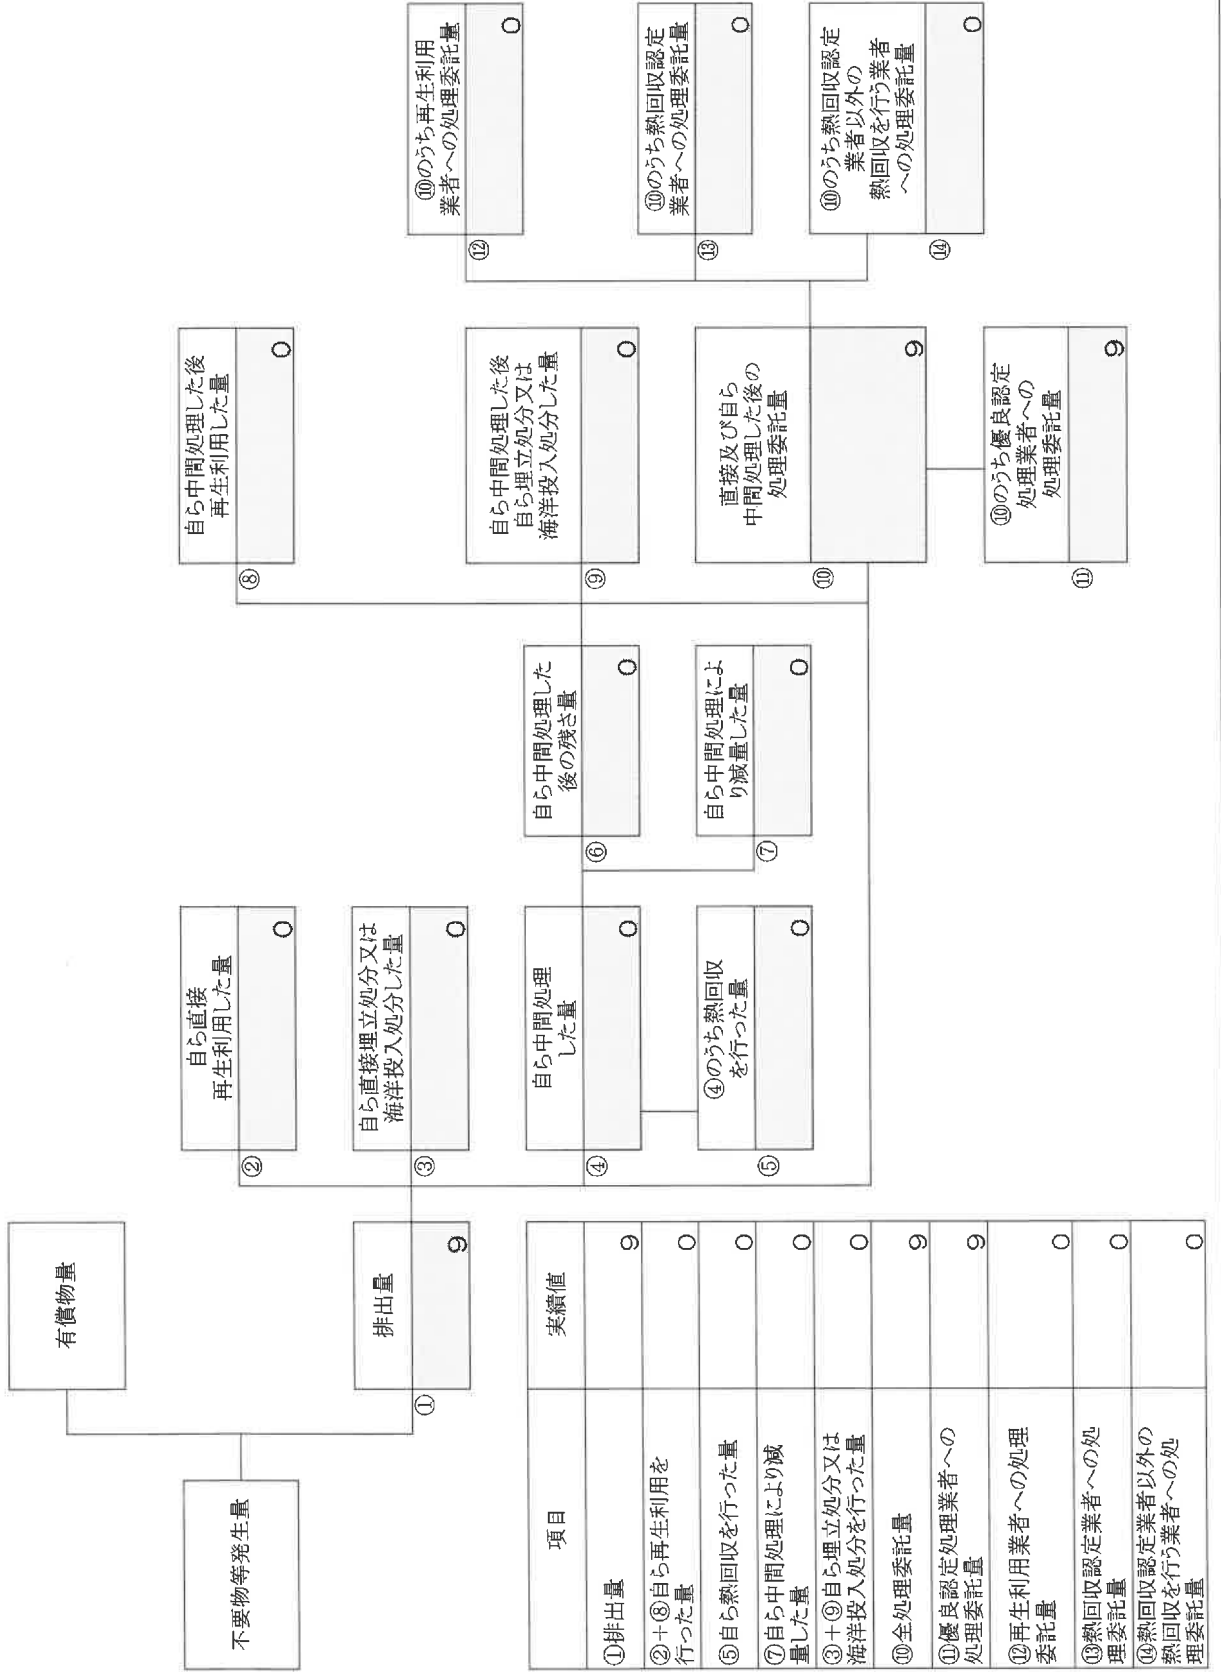 不要物等発生量
有償物量
①
排出量
9
②
自ら直接
再生利用した量
0
③
自ら直接埋立処分又は
海洋投入処分した量
0
④
自ら中間処理
した量
0
⑤
④のうち熱回収
を行った量
0
⑥
自ら中間処理した
後の残さ量
0
⑦
自ら中間処理によ
り減量した量
0
⑧
自ら中間処理した後
再生利用した量
0
⑨
自ら中間処理した後
自ら埋立処分又は
海洋投入処分した量
0
⑩
直接及び自ら
中間処理した後の
処理委託量
9
⑪
⑩のうち優良認定
処理業者への
処理委託量
9
⑫
⑩のうち再生利用
業者への処理委託量
0
⑬
⑩のうち熱回収認定
業者への処理委託量
0
⑭
⑩のうち熱回収認定
業者以外の
熱回収を行う業者
への処理委託量
0
項目 実績値
①排出量 9
②+⑧自ら再生利用を
行った量 0
⑤自ら熱回収を行った量 0
⑦自ら中間処理により減
量した量 0
③+⑨自ら埋立処分又は
海洋投入処分を行った量 0
⑩全処理委託量 9
⑪優良認定処理業者への
処理委託量 9
⑫再生利用業者への処理
委託量 0
⑬熱回収認定業者への処
理委託量 0
⑭熱回収認定業者以外の
熱回収を行う業者への処
理委託量 0